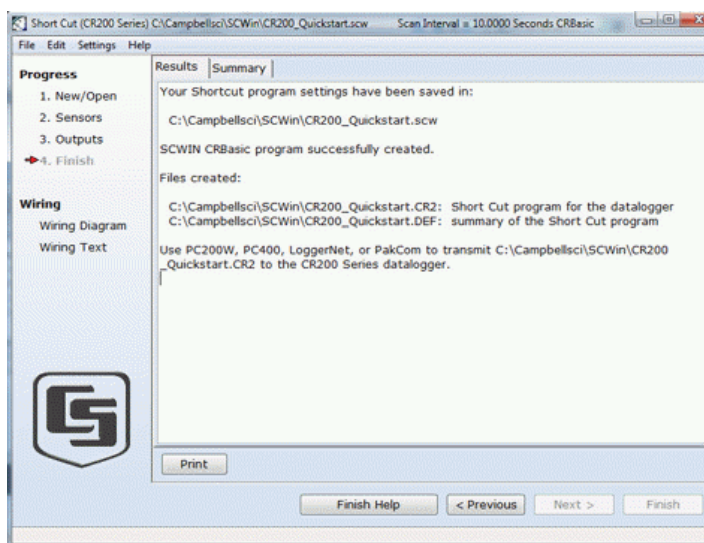 Short Cut (CR200 Series) C:\Campbellsci\SCWin\CR200_Quickstart.scw Scan Interval = 10.0000 Seconds CRBasic
File Edit Settings Help
Progress
1. New/Open
2. Sensors
3. Outputs
4. Finish
Wiring
Wiring Diagram
Wiring Text
Results Summary
Your Shortcut program settings have been saved in:
C:\Campbellsci\SCWin\CR200_Quickstart.scw
SCWIN CRBasic program successfully created.
Files created:
C:\Campbellsci\SCWin\CR200_Quickstart.CR2: Short Cut program for the datalogger
C:\Campbellsci\SCWin\CR200_Quickstart.DEF: summary of the Short Cut program
Use PC200W, PC400, LoggerNet, or PakCom to transmit C:\Campbellsci\SCWin\CR200
_Quickstart.CR2 to the CR200 Series datalogger.
Print
Finish Help < Previous Next > Finish